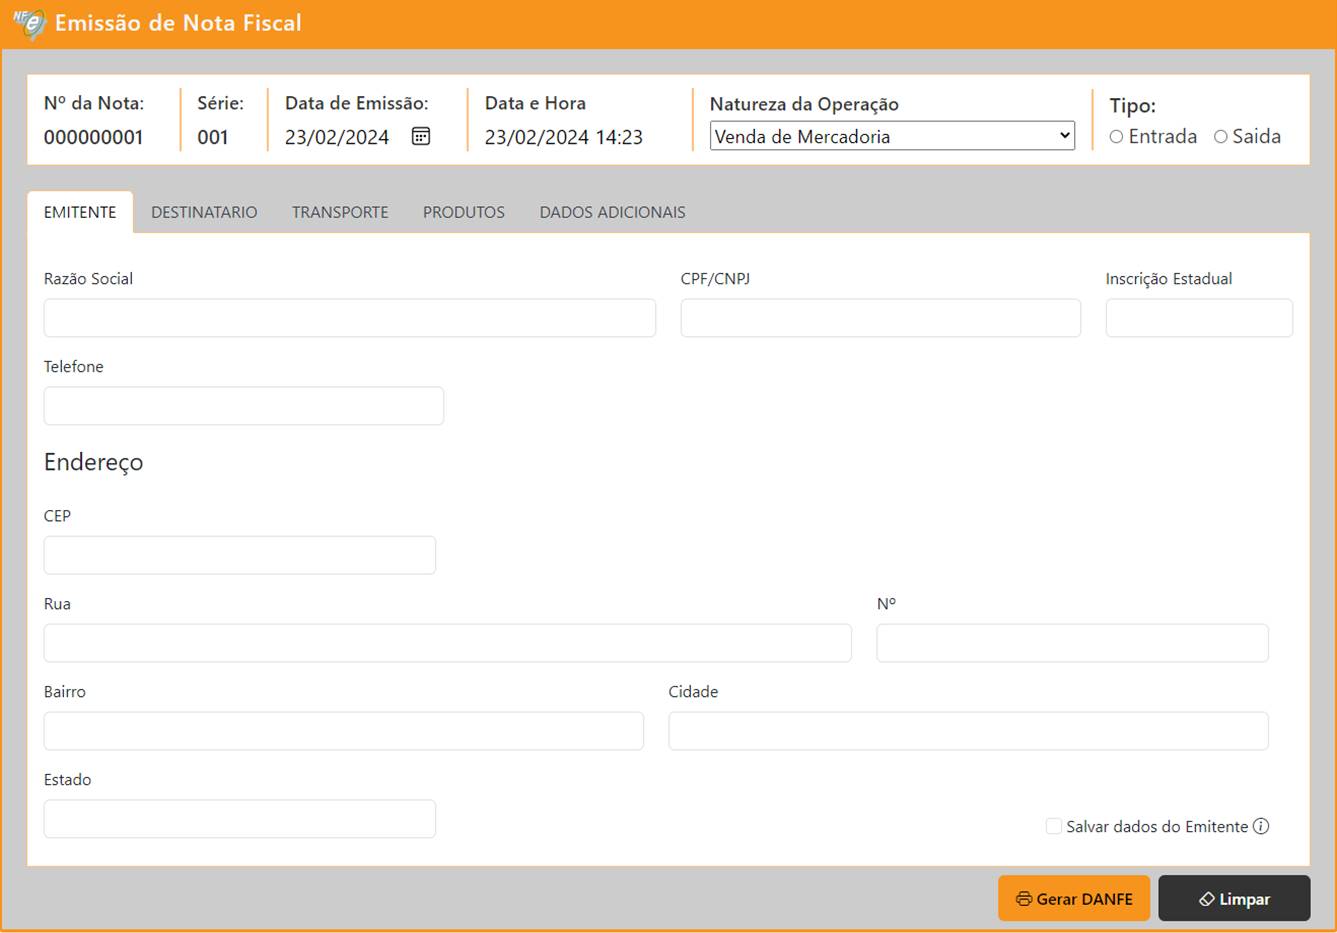 NFe Emissão de Nota Fiscal
Nº da Nota: Série: Data de Emissão: Data e Hora Natureza da Operação Tipo:
000000001 001 23/02/2024 23/02/2024 14:23 Venda de Mercadoria Entrada Saida
EMITENTE DESTINATARIO TRANSPORTE PRODUTOS DADOS ADICIONAIS
Razão Social CPF/CNPJ Inscrição Estadual
Telefone
Endereço
CEP
Rua Nº
Bairro Cidade
Estado
Salvar dados do Emitente
Gerar DANFE Limpar